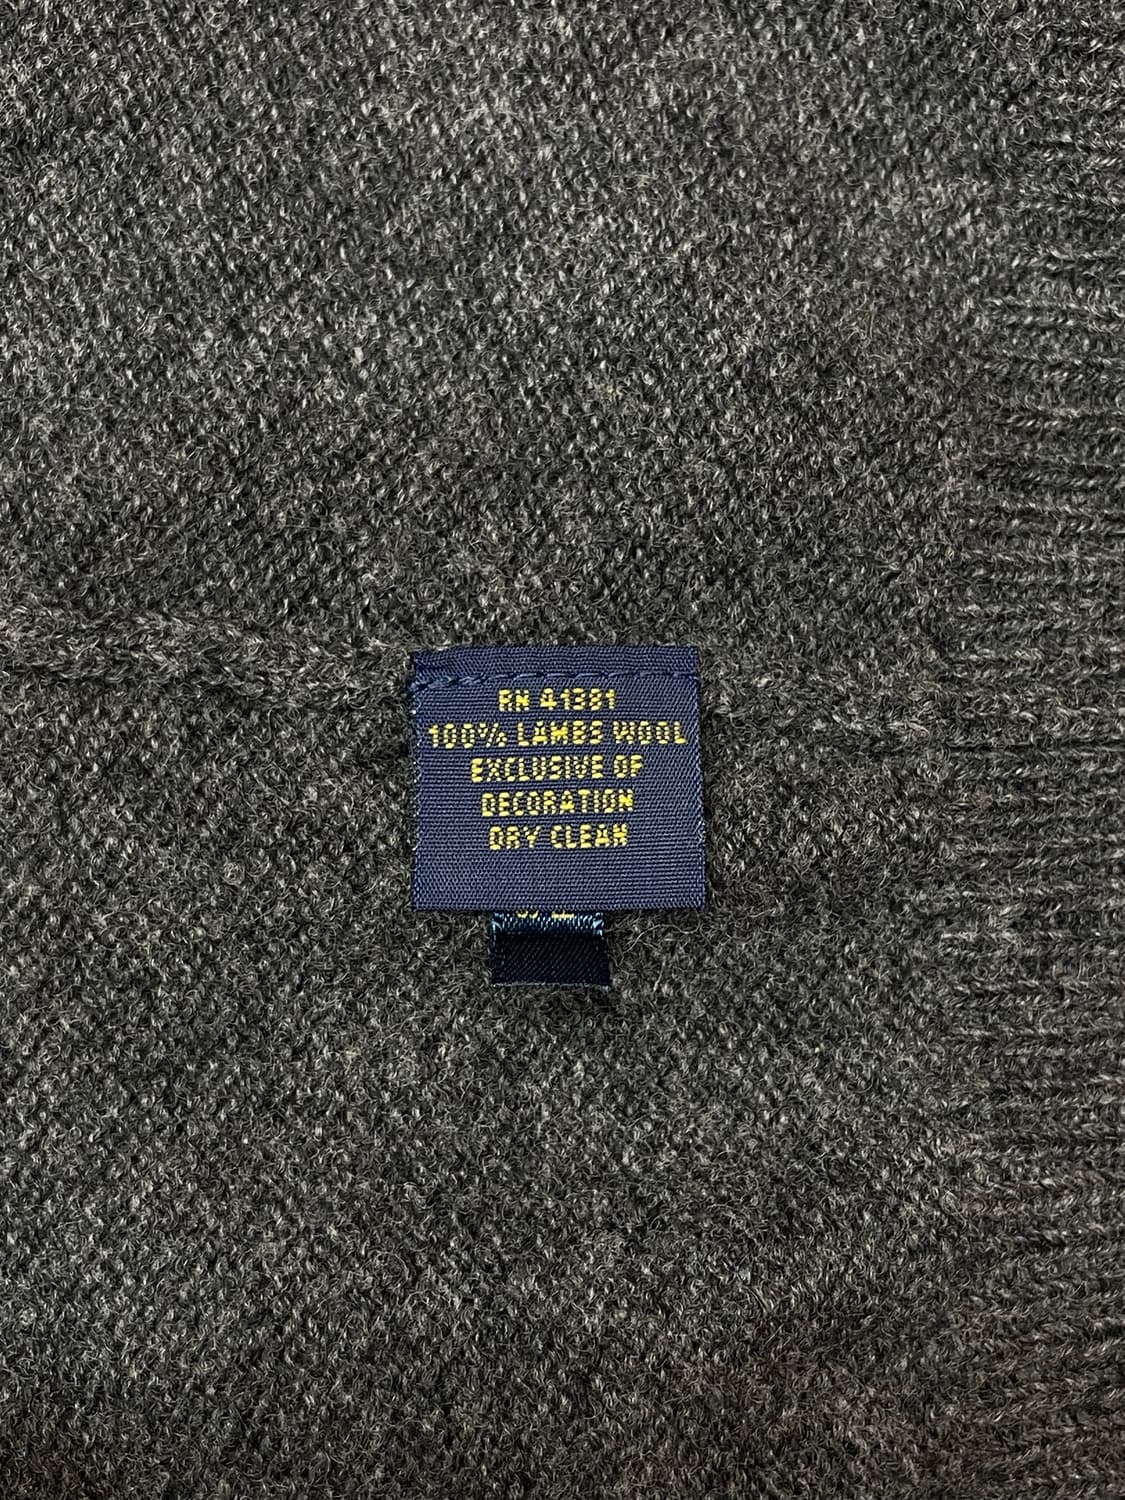 RN 41381
100% LAMBS WOOL
EXCLUSIVE OF
DECORATION
DRY CLEAN